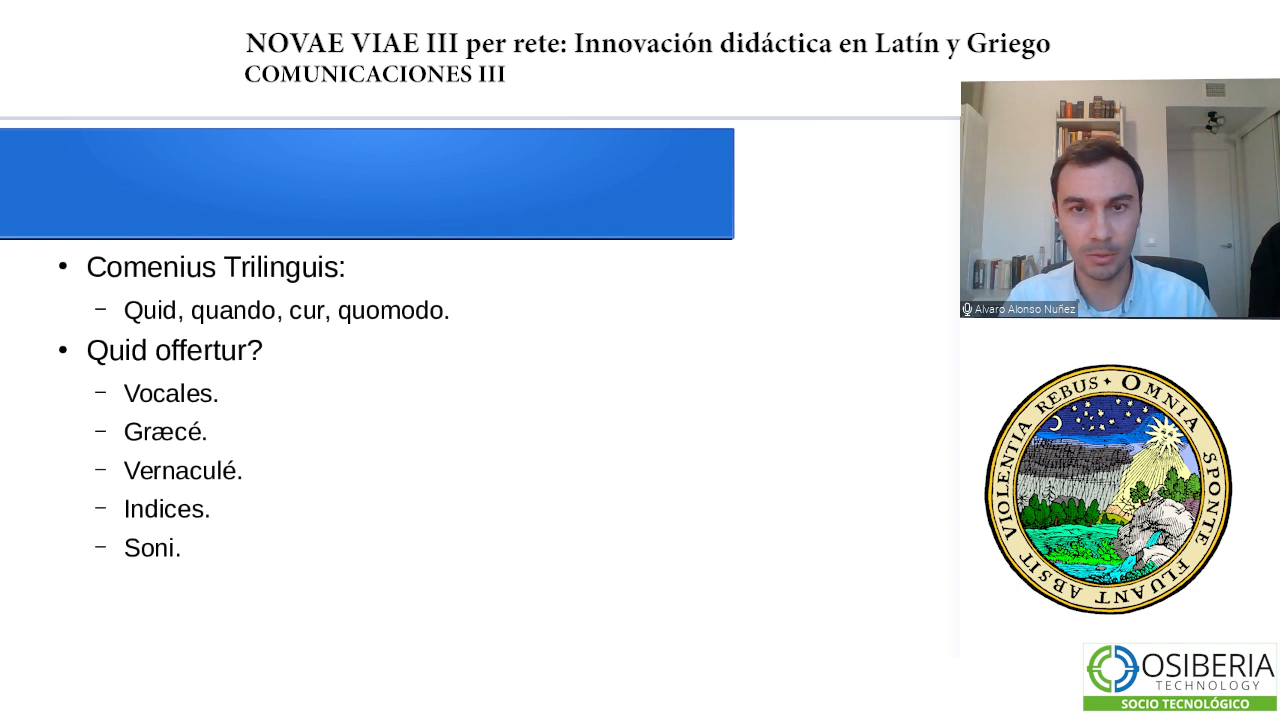 NOVAE VIAE III per rete: Innovación didáctica en Latín y Griego
COMUNICACIONES III
• Comenius Trilinguis:
– Quid, quando, cur, quomodo.
• Quid offertur?
– Vocales.
– Græcé.
– Vernaculé.
– Indices.
– Soni.
Alvaro Alonso Nuñez
OMNIA SPONTE FLUANT ABSIT VIOLENTIA REBUS
OSIBERIA
TECHNOLOGY
SOCIO TECNOLÓGICO